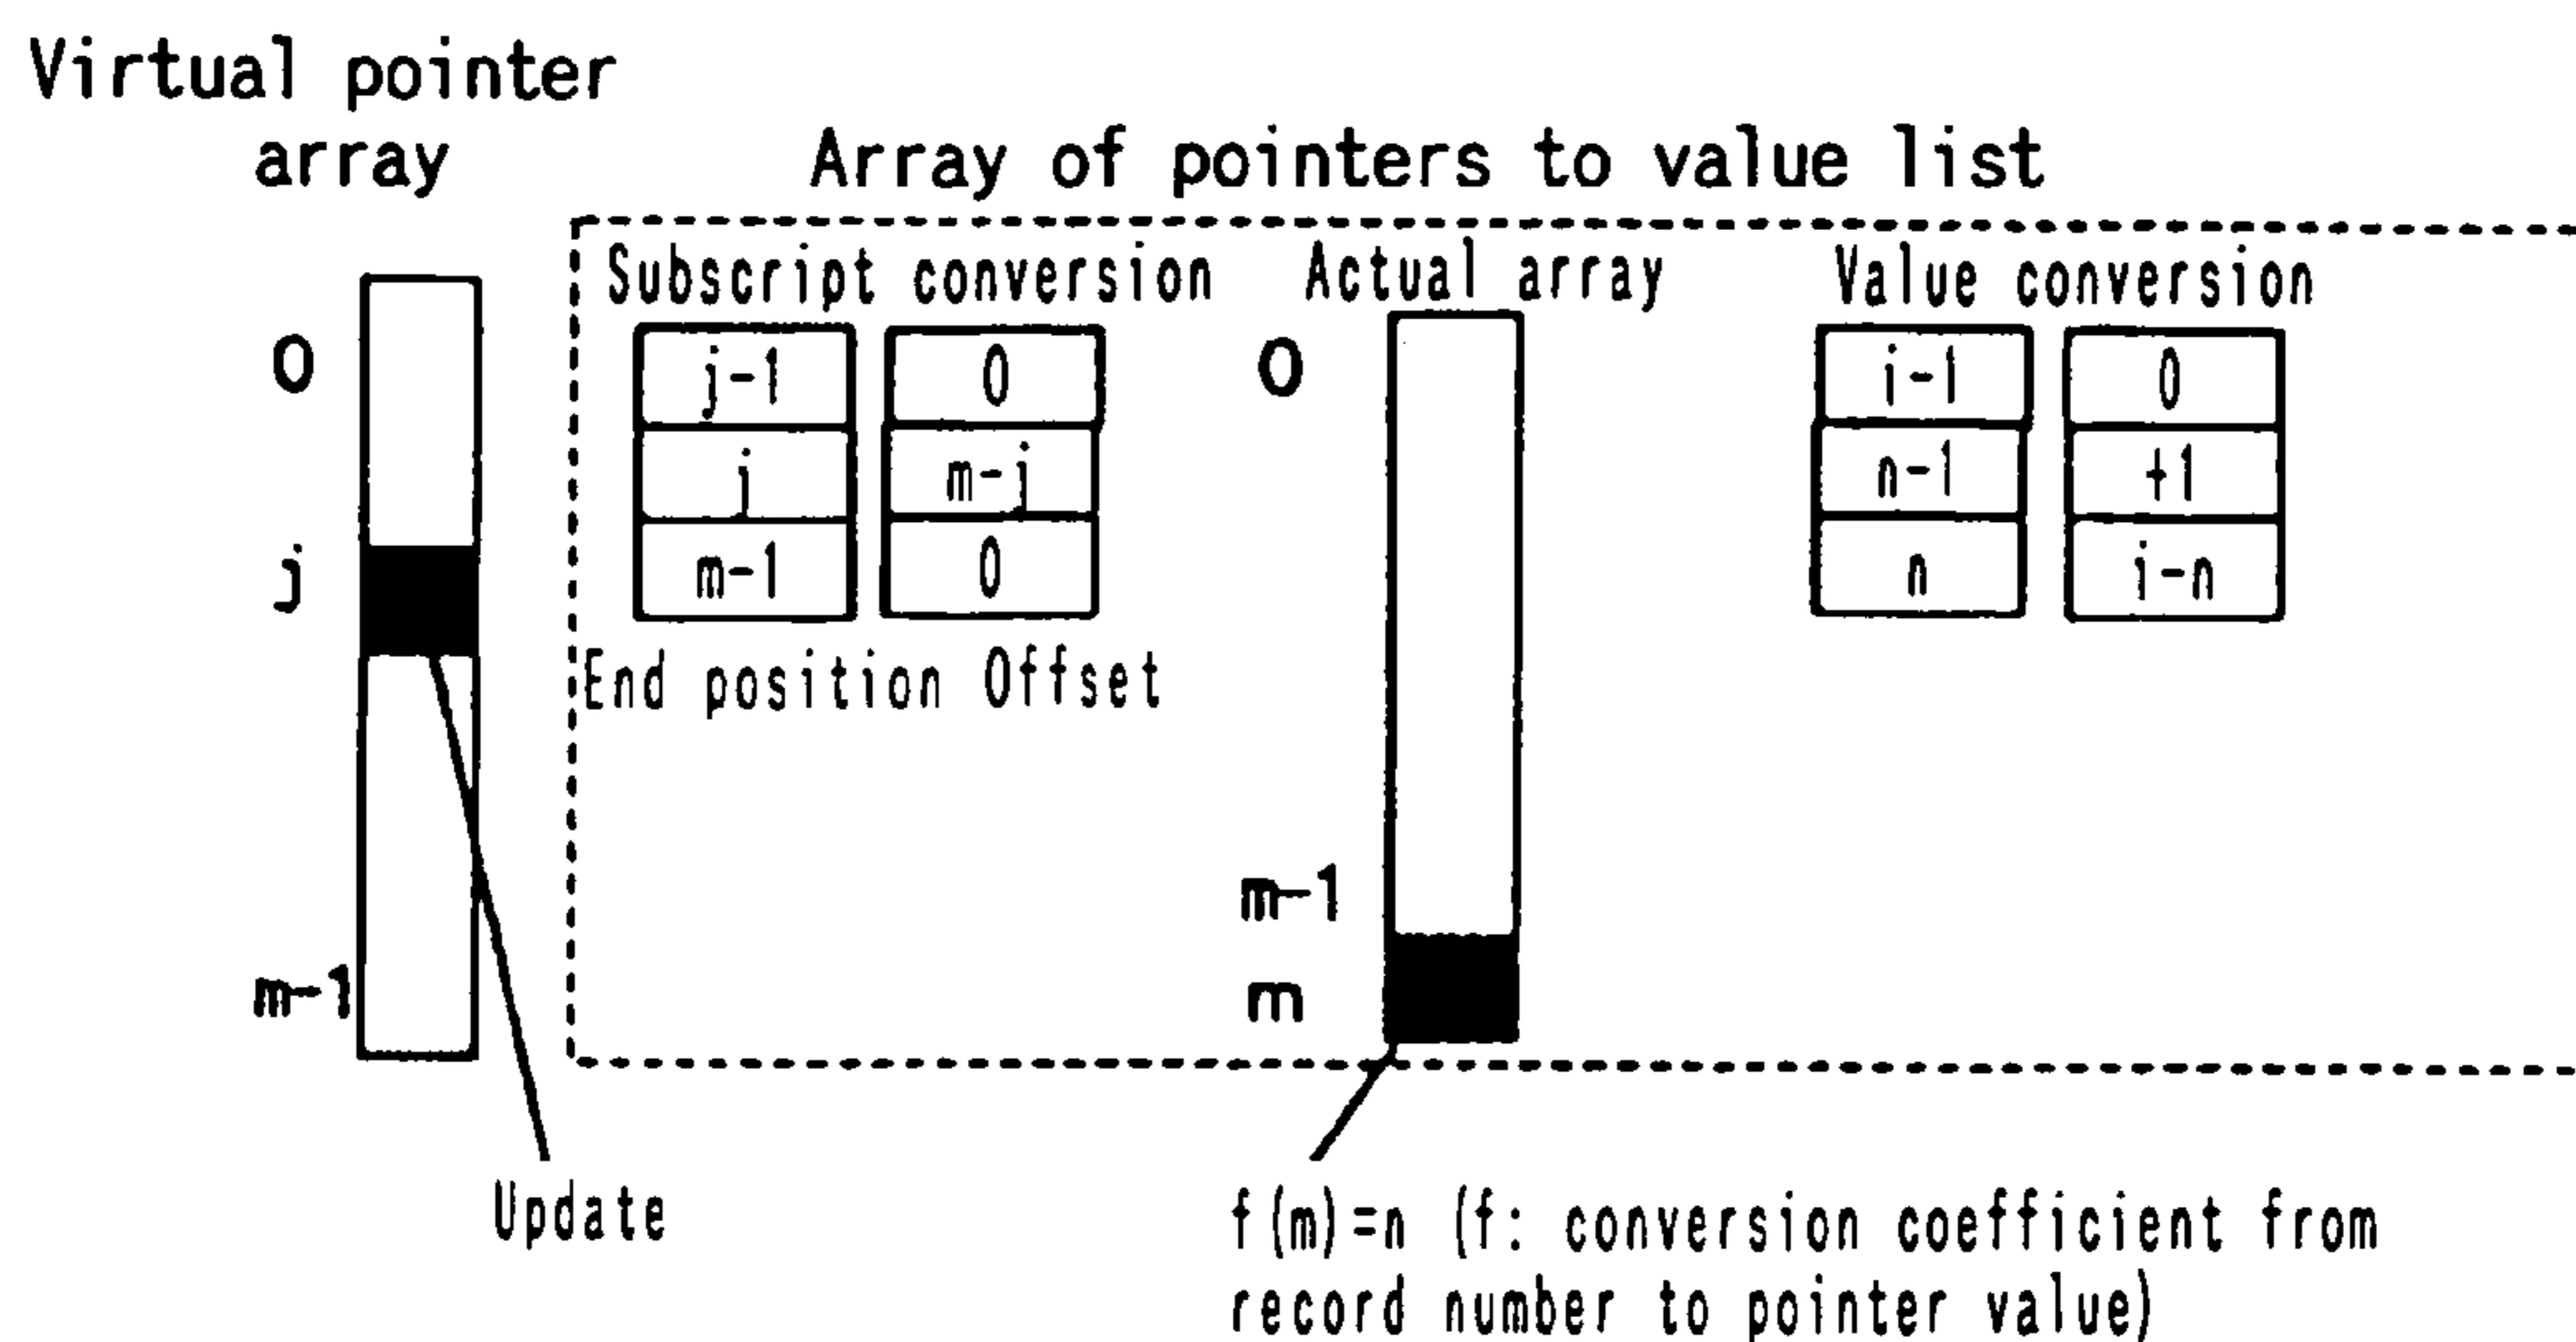 Virtual pointer
array
Array of pointers to value list
Subscript conversion
Actual array
Value conversion
0
j
m-1
j-1 0
j m-j
m-1 0
End position Offset
0
m-1
m
i-1 0
n-1 +1
n i-n
Update
f(m)=n (f: conversion coefficient from
record number to pointer value)